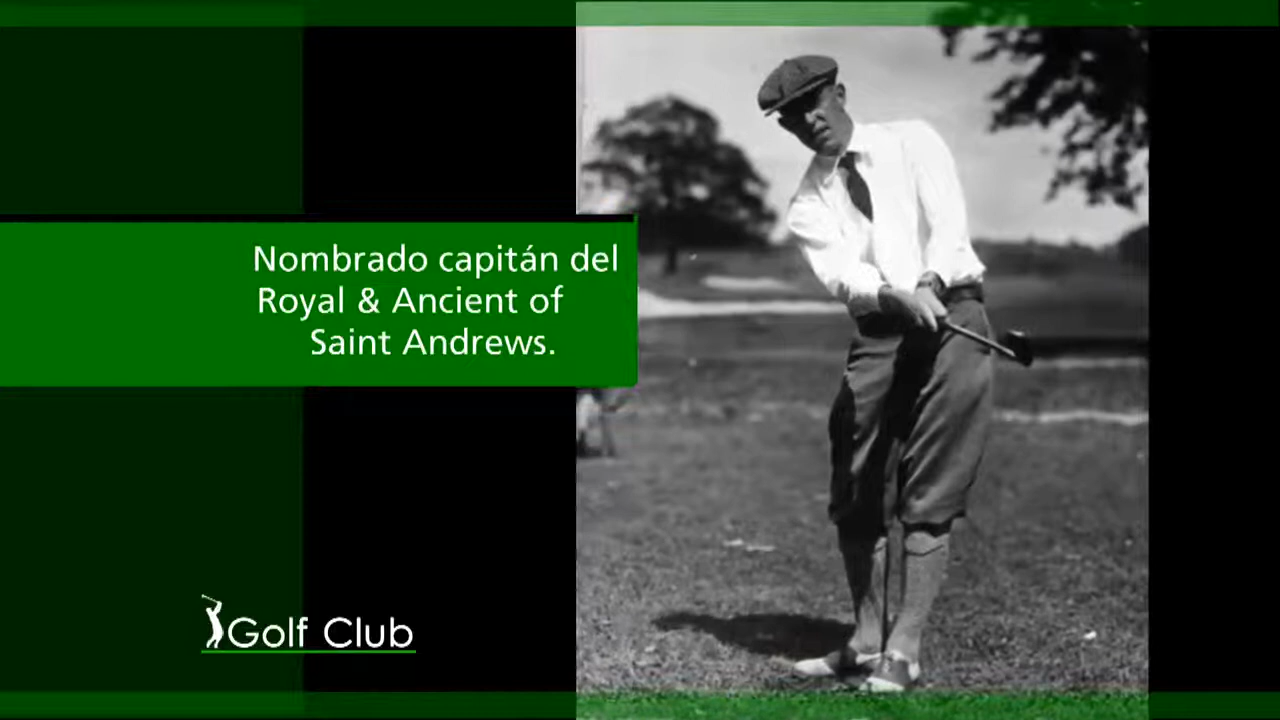 Nombrado capitán del
Royal & Ancient of
Saint Andrews.
Golf Club